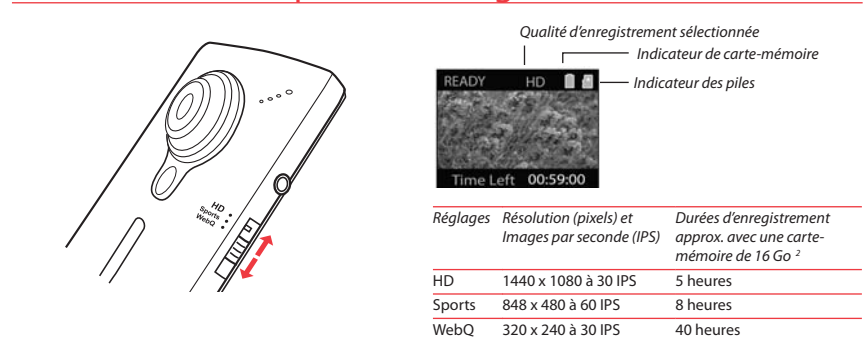 Qualité d'enregistrement sélectionnée
Indicateur de carte-mémoire
Indicateur des piles
READY HD
Time Left 00:59:00
HD
Sports
WebQ
Réglages Résolution (pixels) et Images par seconde (IPS) Durées d'enregistrement approx. avec une carte-mémoire de 16 Go 2
HD 1440 x 1080 à 30 IPS 5 heures
Sports 848 x 480 à 60 IPS 8 heures
WebQ 320 x 240 à 30 IPS 40 heures